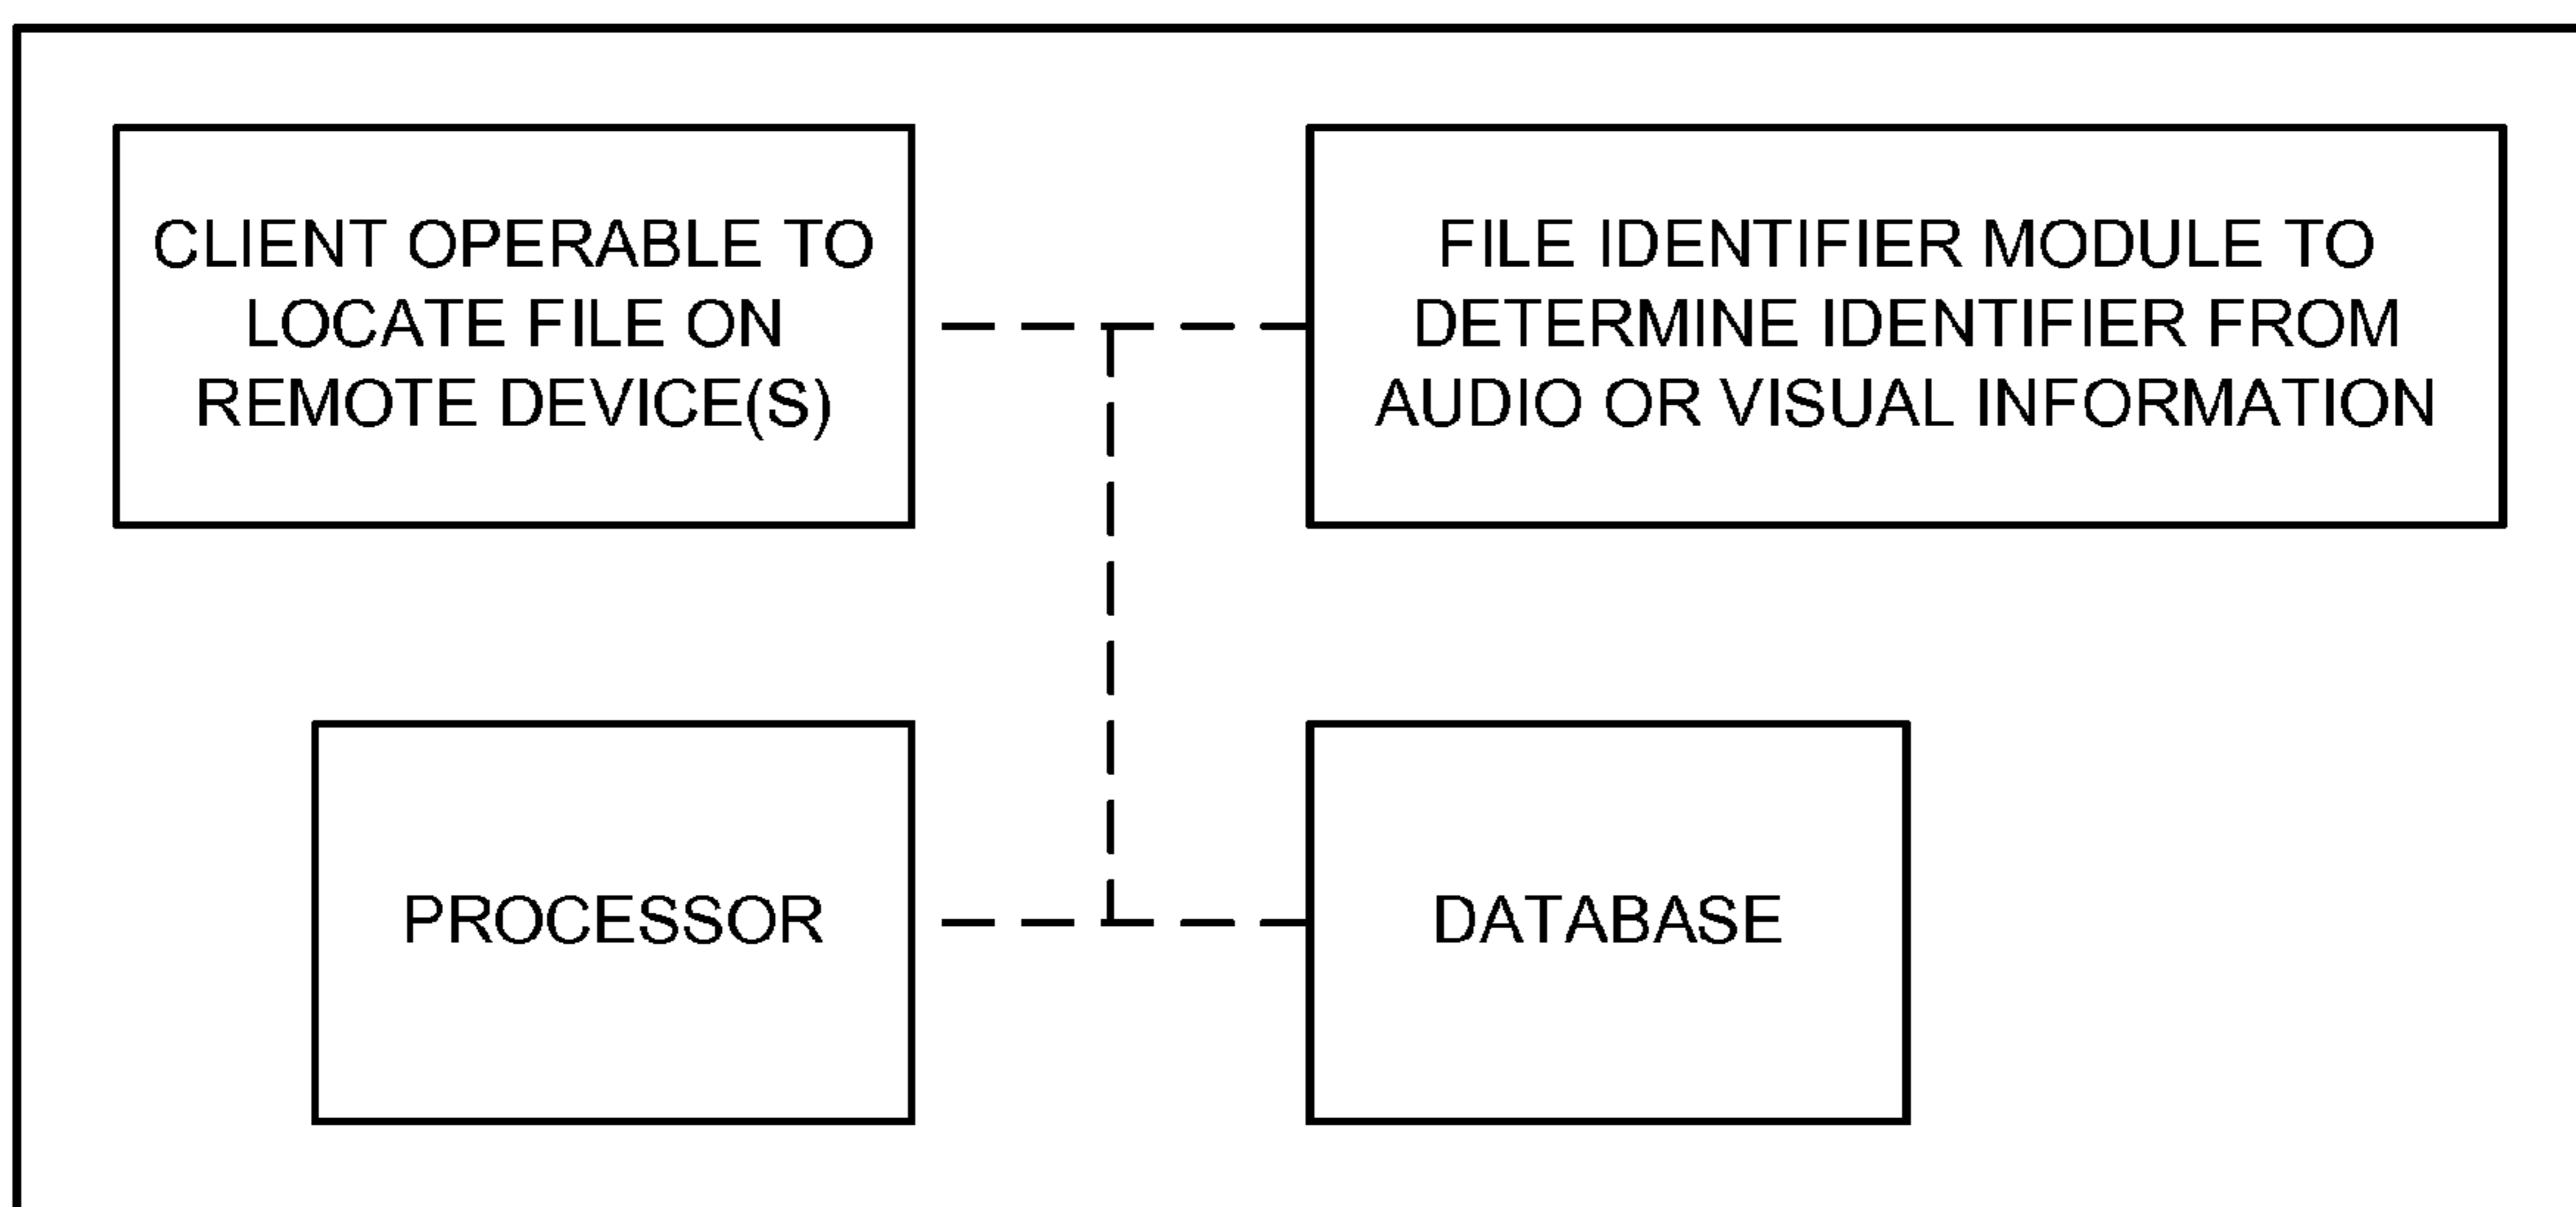 CLIENT OPERABLE TO
LOCATE FILE ON
REMOTE DEVICE(S)
FILE IDENTIFIER MODULE TO
DETERMINE IDENTIFIER FROM
AUDIO OR VISUAL INFORMATION
PROCESSOR
DATABASE